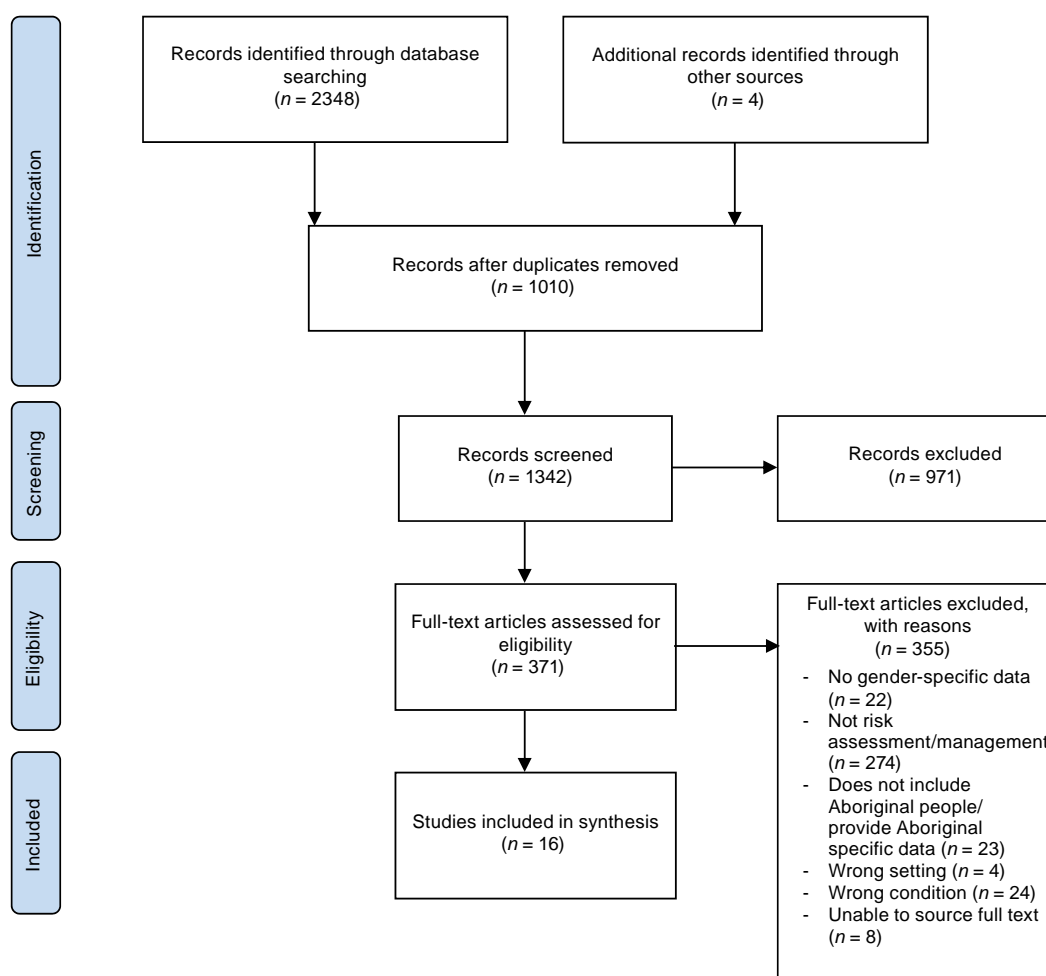 Identification
Records identified through database
searching
(n = 2348)
Additional records identified through
other sources
(n = 4)
Records after duplicates removed
(n = 1010)
Screening
Records screened
(n = 1342)
Records excluded
(n = 971)
Eligibility
Full-text articles assessed for
eligibility
(n = 371)
Full-text articles excluded,
with reasons
(n = 355)
- No gender-specific data
(n = 22)
- Not risk
assessment/management
(n = 274)
- Does not include
Aboriginal people/
provide Aboriginal
specific data (n = 23)
- Wrong setting (n = 4)
- Wrong condition (n = 24)
- Unable to source full text
(n = 8)
Included
Studies included in synthesis
(n = 16)